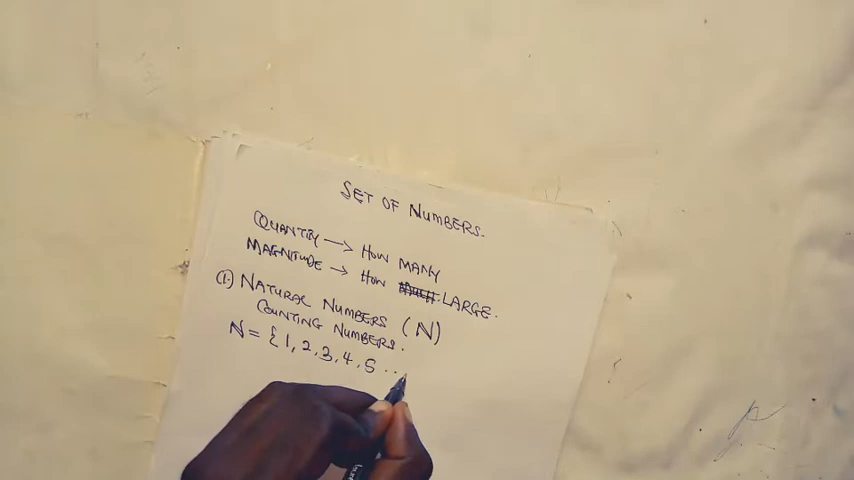 SET OF NUMBERS.
QUANTITY → HOW MANY
MAGNITUDE → HOW LARGE.
(1) NATURAL NUMBERS (N)
COUNTING NUMBERS.
N = { 1, 2, 3, 4, 5 ...